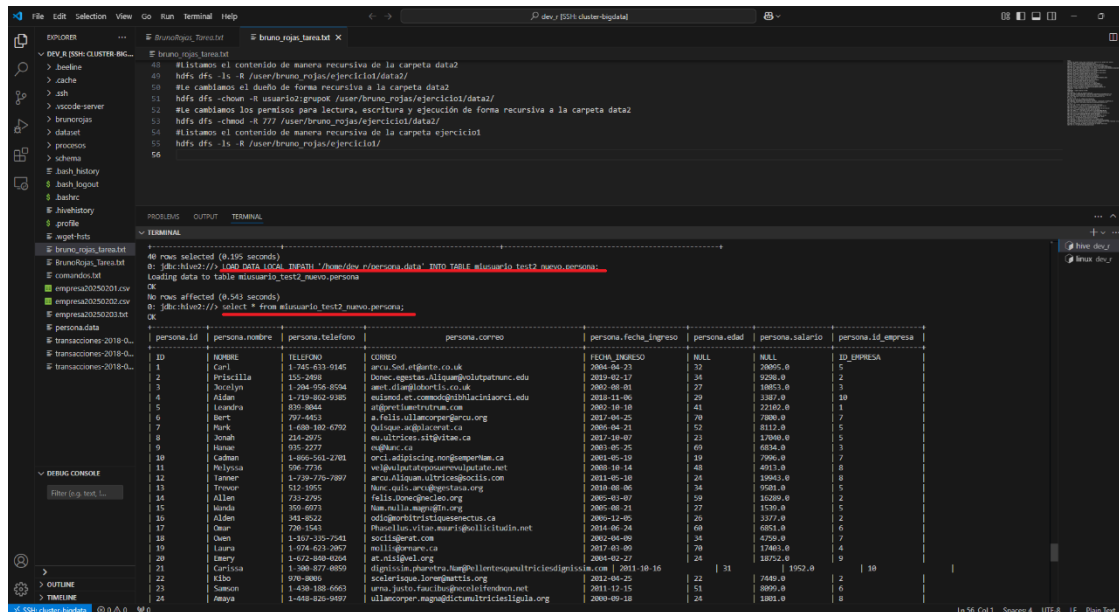 File Edit Selection View Go Run Terminal Help
dev_r [SSH: cluster-bigdata]
EXPLORER
BrunoRojas_Tarea.txt
bruno_rojas_tarea.txt
DEV_R [SSH: CLUSTER-BIG...
bruno_rojas_tarea.txt
.beeline
.cache
.ssh
.vscode-server
brunorojas
dataset
procesos
schema
.bash_history
.bash_logout
.bashrc
.hivehistory
.profile
.wget-hsts
bruno_rojas_tarea.txt
BrunoRojas_Tarea.txt
comandos.txt
empresa20250201.csv
empresa20250202.csv
empresa20250203.txt
persona.data
transacciones-2018-0...
transacciones-2018-0...
transacciones-2018-0...
DEBUG CONSOLE
Filter (e.g. text, !...
OUTLINE
TIMELINE
48 #Listamos el contenido de manera recursiva de la carpeta data2
49 hdfs dfs -ls -R /user/bruno_rojas/ejercicio1/data2/
50 #Le cambiamos el dueño de forma recursiva a la carpeta data2
51 hdfs dfs -chown -R usuario2:grupoK /user/bruno_rojas/ejercicio1/data2/
52 #Le cambiamos los permisos para lectura, escritura y ejecución de forma recursiva a la carpeta data2
53 hdfs dfs -chmod -R 777 /user/bruno_rojas/ejercicio1/data2/
54 #Listamos el contenido de manera recursiva de la carpeta ejercicio1
55 hdfs dfs -ls -R /user/bruno_rojas/ejercicio1/
56
PROBLEMS OUTPUT TERMINAL
TERMINAL
hive dev_r
linux dev_r
40 rows selected (0.195 seconds)
0: jdbc:hive2://> LOAD DATA LOCAL INPATH '/home/dev_r/persona.data' INTO TABLE miusuario_test2_nuevo.persona;
Loading data to table miusuario_test2_nuevo.persona
OK
No rows affected (0.543 seconds)
0: jdbc:hive2://> select * from miusuario_test2_nuevo.persona;
OK
| persona.id | persona.nombre | persona.telefono | persona.correo | persona.fecha_ingreso | persona.edad | persona.salario | persona.id_empresa |
| ID | NOMBRE | TELEFONO | CORREO | FECHA_INGRESO | NULL | NULL | ID_EMPRESA |
| 1 | Carl | 1-745-633-9145 | arcu.Sed.et@ante.co.uk | 2004-04-23 | 32 | 20095.0 | 5 |
| 2 | Priscilla | 155-2498 | Donec.egestas.Aliquam@volutpatnunc.edu | 2019-02-17 | 34 | 9298.0 | 2 |
| 3 | Jocelyn | 1-204-956-8594 | amet.diam@lobortis.co.uk | 2002-08-01 | 27 | 10853.0 | 3 |
| 4 | Aidan | 1-719-862-9385 | euismod.et.commodo@nibhlaciniaorci.edu | 2018-11-06 | 29 | 3387.0 | 10 |
| 5 | Leandra | 839-8044 | at@pretiumetrutrum.com | 2002-10-10 | 41 | 22102.0 | 1 |
| 6 | Bert | 797-4453 | a.felis.ullamcorper@arcu.org | 2017-04-25 | 70 | 7800.0 | 7 |
| 7 | Mark | 1-680-102-6792 | Quisque.ac@placerat.ca | 2006-04-21 | 52 | 8112.0 | 5 |
| 8 | Jonah | 214-2975 | eu.ultrices.sit@vitae.ca | 2017-10-07 | 23 | 17040.0 | 5 |
| 9 | Hanae | 935-2277 | eu@Nunc.ca | 2003-05-25 | 69 | 6834.0 | 3 |
| 10 | Cadman | 1-866-561-2701 | orci.adipiscing.non@semperNam.ca | 2001-05-19 | 19 | 7996.0 | 7 |
| 11 | Melyssa | 596-7736 | vel@vulputateposuerevulputate.net | 2008-10-14 | 48 | 4913.0 | 8 |
| 12 | Tanner | 1-739-776-7897 | arcu.Aliquam.ultrices@sociis.com | 2011-05-10 | 24 | 19943.0 | 8 |
| 13 | Trevor | 512-1955 | Nunc.quis.arcu@egestasa.org | 2010-08-06 | 34 | 9501.0 | 5 |
| 14 | Allen | 733-2795 | felis.Donec@necleo.org | 2005-03-07 | 59 | 16289.0 | 2 |
| 15 | Wanda | 359-6973 | Nam.nulla.magna@In.org | 2005-08-21 | 27 | 1539.0 | 5 |
| 16 | Alden | 341-8522 | odio@morbitristiquesenectus.ca | 2006-12-05 | 26 | 3377.0 | 2 |
| 17 | Omar | 720-1543 | Phasellus.vitae.mauris@sollicitudin.net | 2014-06-24 | 60 | 6851.0 | 6 |
| 18 | Owen | 1-167-335-7541 | sociis@erat.com | 2002-04-09 | 34 | 4759.0 | 7 |
| 19 | Laura | 1-974-623-2057 | mollis@ornare.ca | 2017-03-09 | 70 | 17403.0 | 4 |
| 20 | Emery | 1-672-840-0264 | at.nisi@vel.org | 2004-02-27 | 24 | 18752.0 | 9 |
| 21 | Carissa | 1-300-877-0859 | dignissim.pharetra.Nam@Pellentesqueultriciesdignissim.com | 2011-10-16 | 31 | 1952.0 | 10 |
| 22 | Kibo | 970-8006 | scelerisque.lorem@mattis.org | 2012-04-25 | 22 | 7449.0 | 2 |
| 23 | Samson | 1-430-188-6663 | urna.justo.faucibus@neceleifendnon.net | 2011-12-15 | 51 | 8099.0 | 6 |
| 24 | Amaya | 1-448-826-9497 | ullamcorper.magna@dictumultriciesligula.org | 2000-09-18 | 24 | 1801.0 | 8 |
SSH: cluster-bigdata 0 0 0 Ln 56, Col 1 Spaces: 4 UTF-8 LF Plain Text